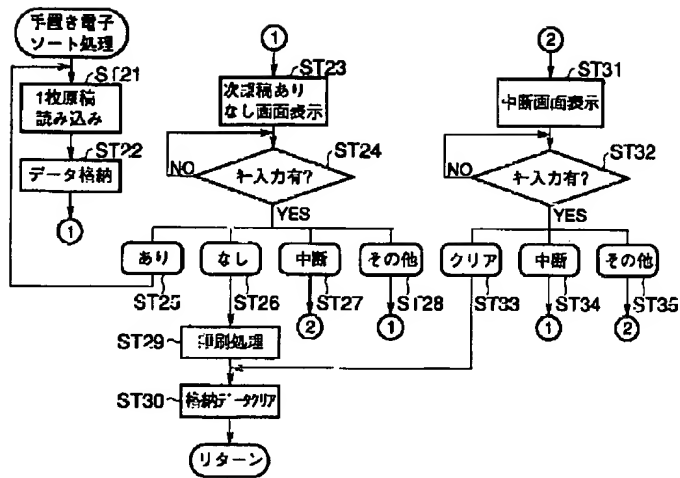 手置き電子
ソート処理
ST21
1枚原稿
読み込み
ST22
データ格納
1
1
ST23
次原稿あり
なし画面表示
ST24
キー入力有?
NO
YES
あり
ST25
なし
ST26
中断
ST27
2
その他
ST28
1
ST29
印刷処理
ST30
格納データクリア
リターン
2
ST31
中断画面表示
ST32
キー入力有?
NO
YES
クリア
ST33
中断
ST34
1
その他
ST35
2